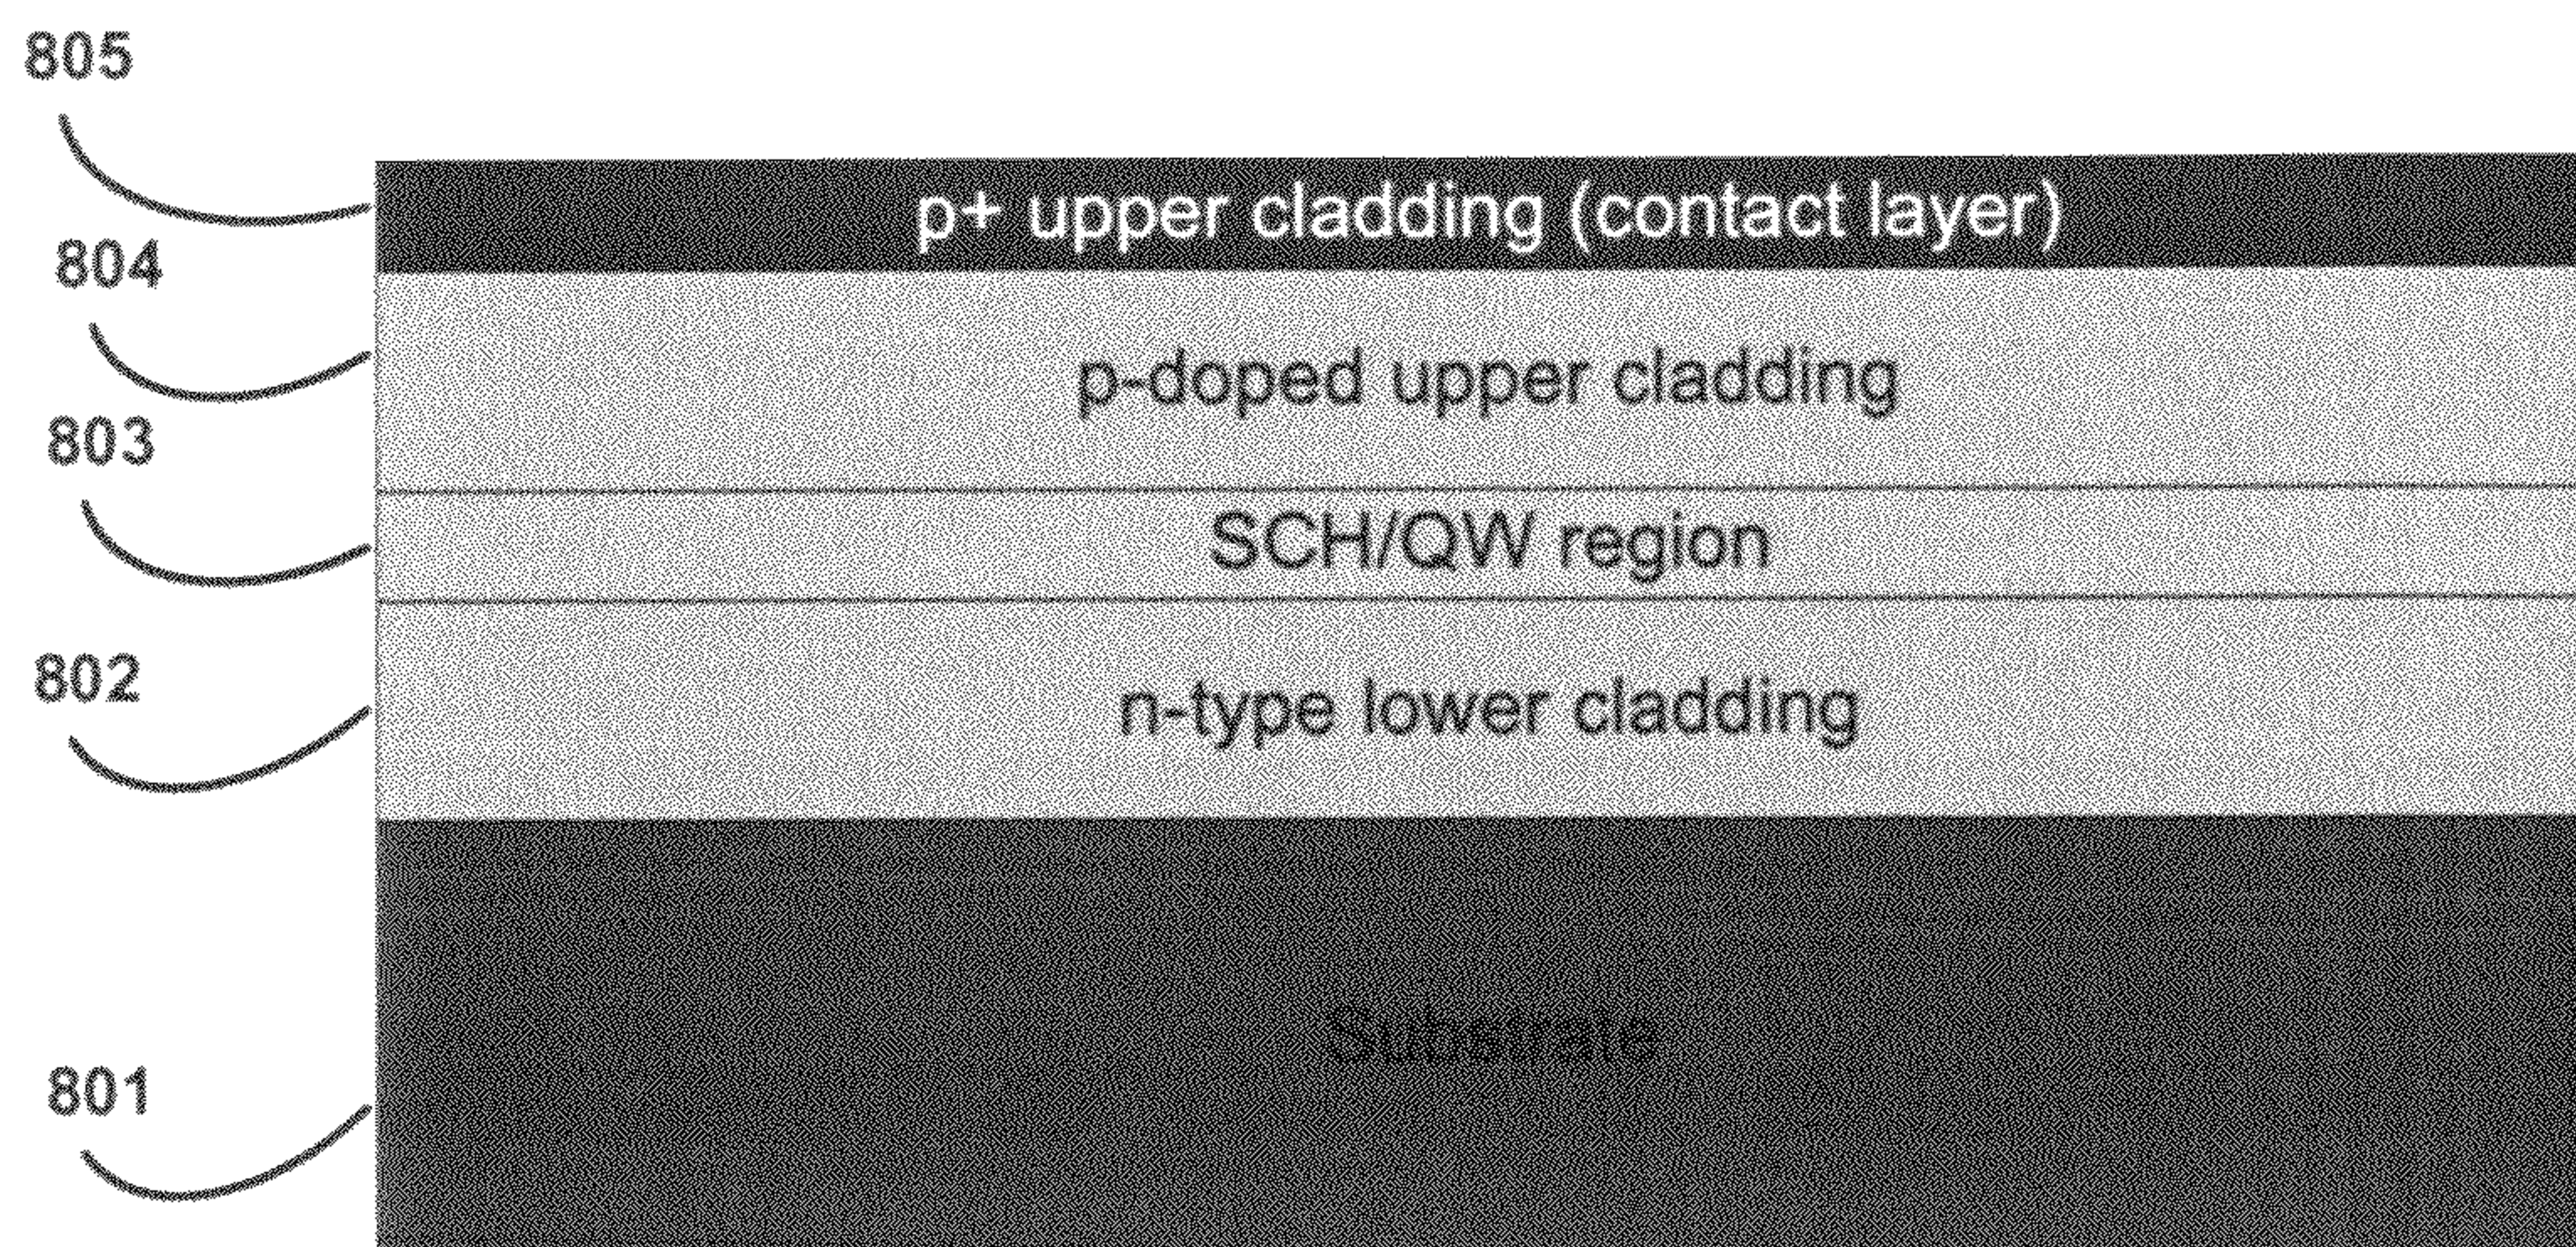 805
p+ upper cladding (contact layer)
804
p-doped upper cladding
803
SCH/QW region
802
n-type lower cladding
Substrate
801